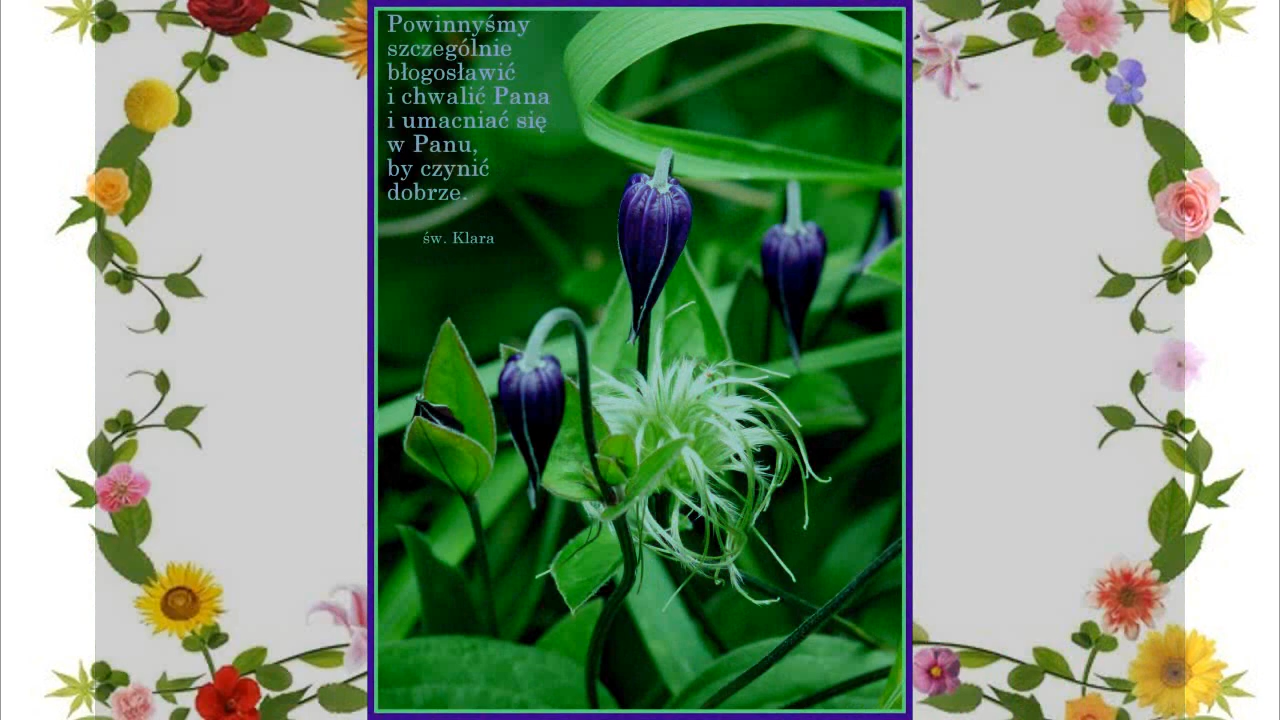 Powinnyśmy
szczególnie
błogosławić
i chwalić Pana
i umacniać się
w Panu,
by czynić
dobrze.
św. Klara